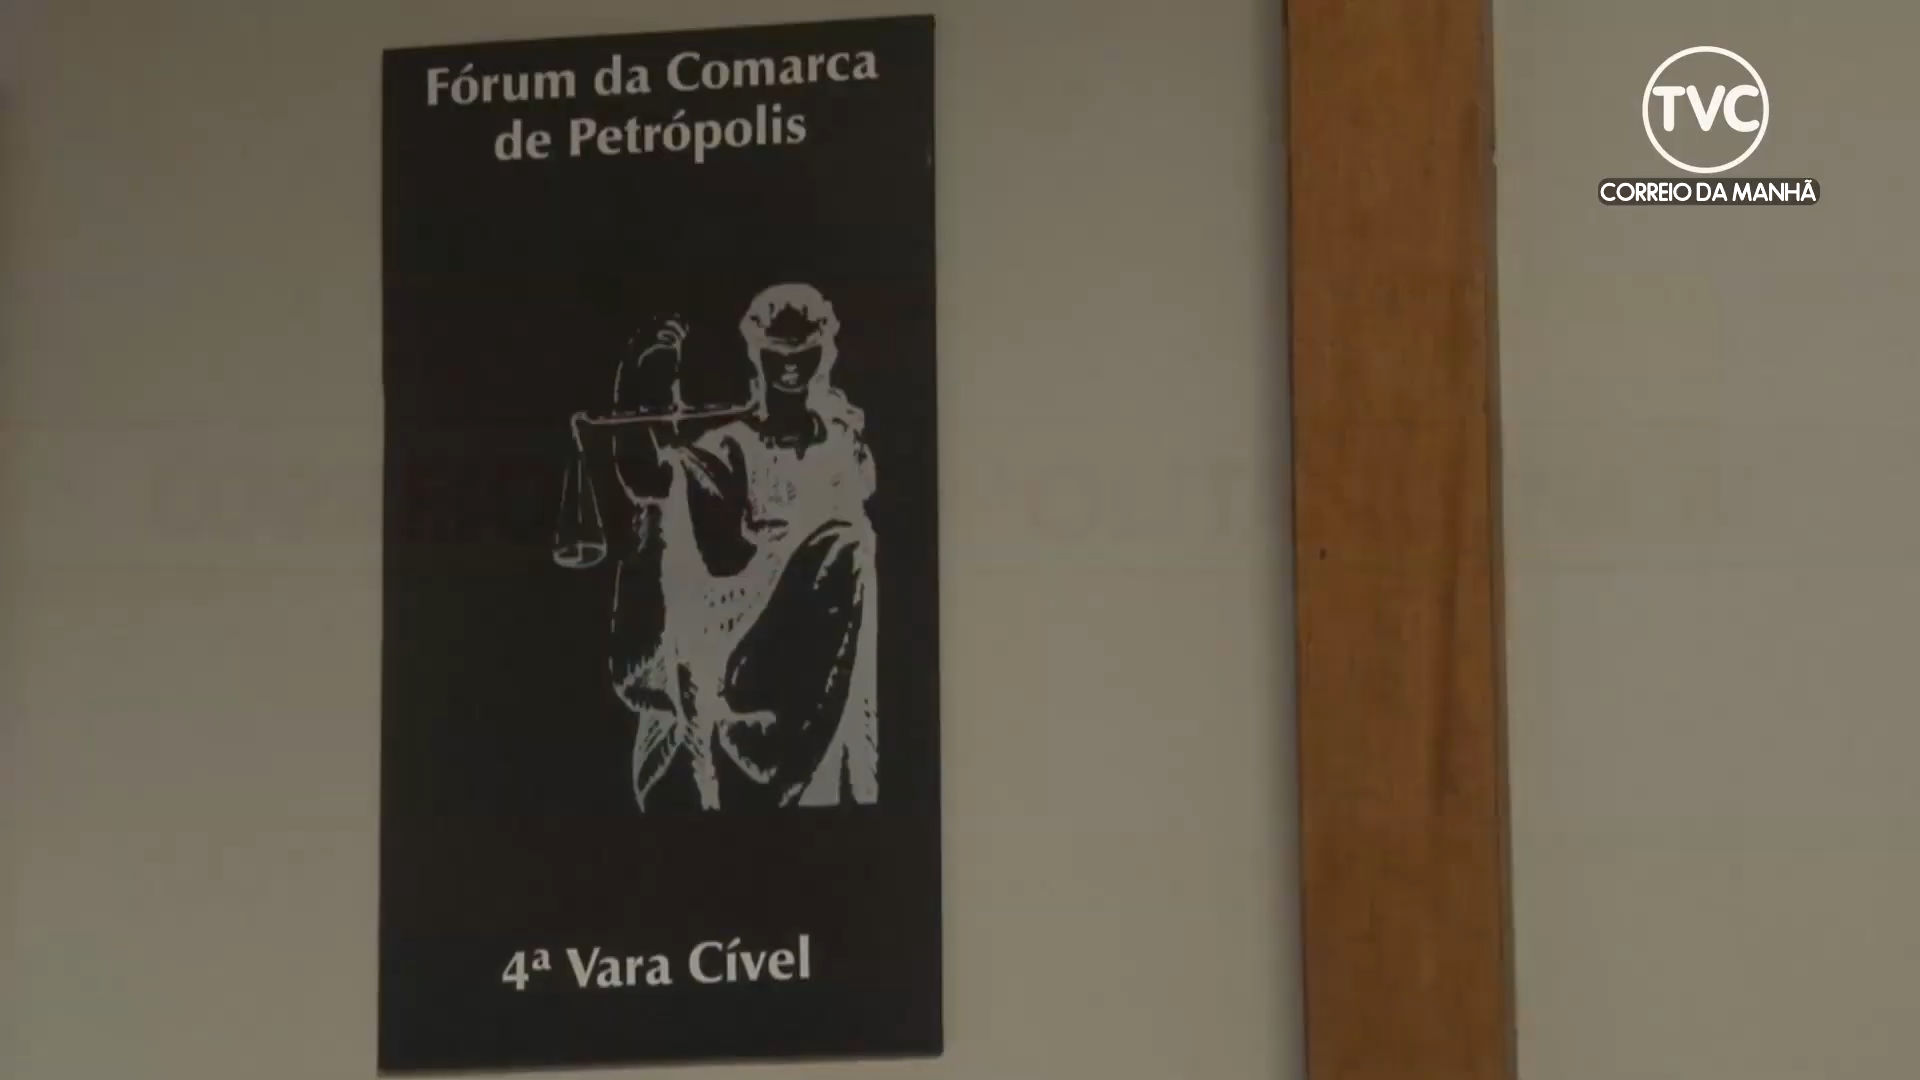 Fórum da Comarca
de Petrópolis
4ª Vara Cível
TVC
CORREIO DA MANHÃ